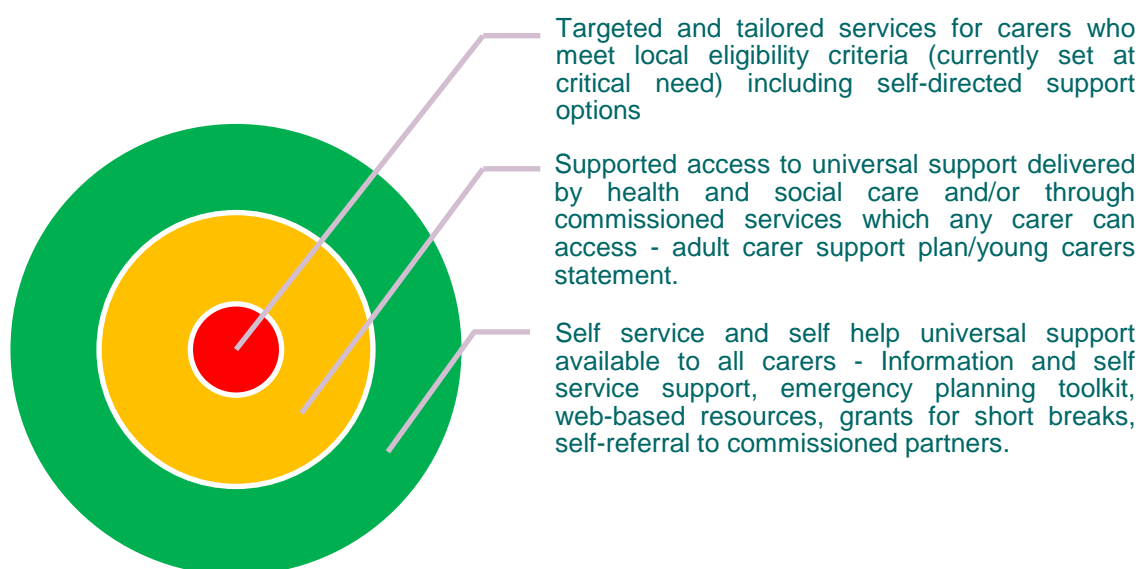 Targeted and tailored services for carers who
meet local eligibility criteria (currently set at
critical need) including self-directed support
options
Supported access to universal support delivered
by health and social care and/or through
commissioned services which any carer can
access - adult carer support plan/young carers
statement.
Self service and self help universal support
available to all carers - Information and self
service support, emergency planning toolkit,
web-based resources, grants for short breaks,
self-referral to commissioned partners.